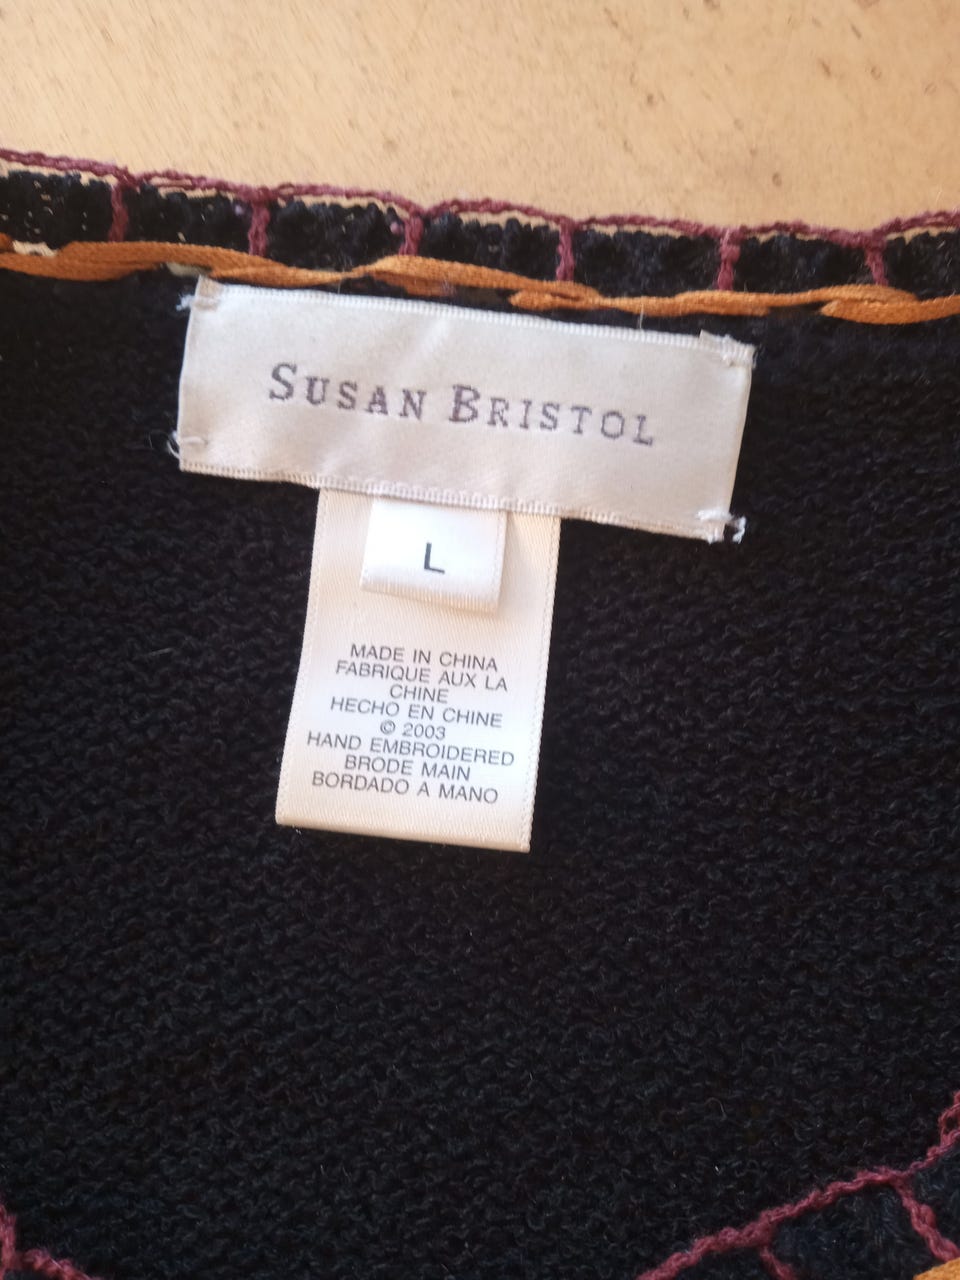 SUSAN BRISTOL
L
MADE IN CHINA
FABRIQUE AUX LA
CHINE
HECHO EN CHINE
© 2003
HAND EMBROIDERED
BRODE MAIN
BORDADO A MANO